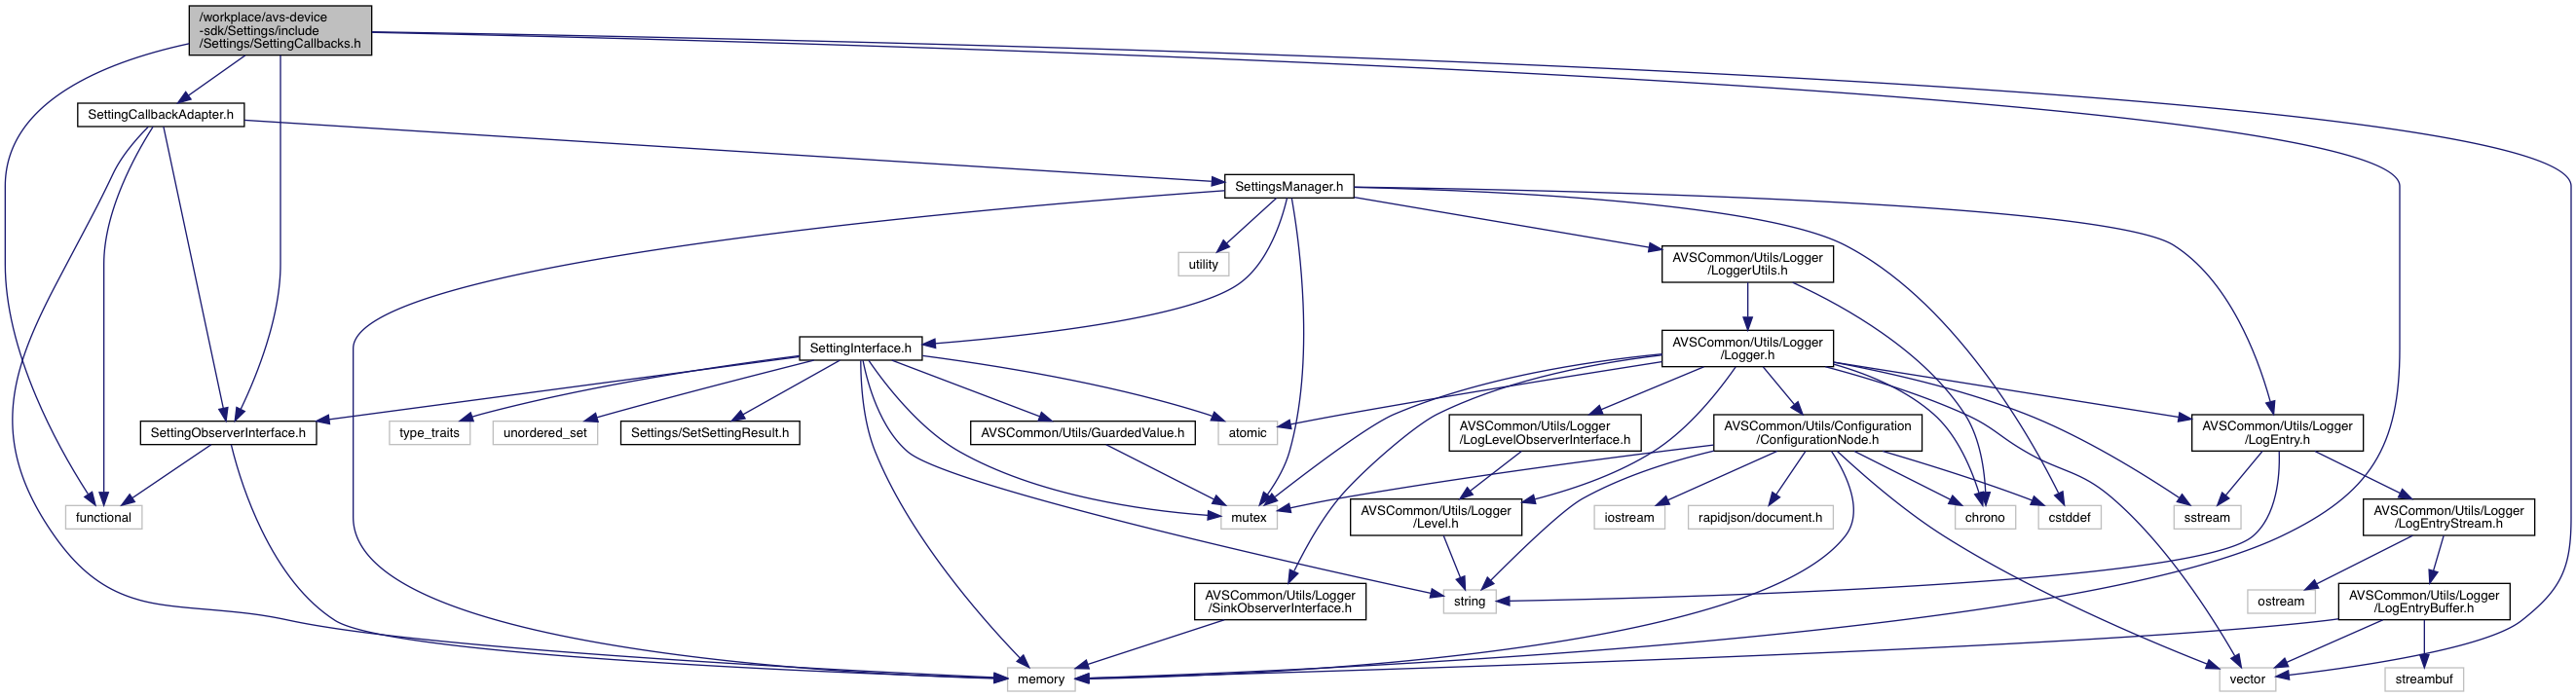 /workplace/avs-device
-sdk/Settings/include
/Settings/SettingCallbacks.h
SettingCallbackAdapter.h
SettingsManager.h
utility
AVSCommon/Utils/Logger
/LoggerUtils.h
SettingInterface.h
AVSCommon/Utils/Logger
/Logger.h
SettingObserverInterface.h
type_traits
unordered_set
Settings/SetSettingResult.h
AVSCommon/Utils/GuardedValue.h
atomic
AVSCommon/Utils/Logger
/LogLevelObserverInterface.h
AVSCommon/Utils/Configuration
/ConfigurationNode.h
AVSCommon/Utils/Logger
/LogEntry.h
functional
mutex
AVSCommon/Utils/Logger
/Level.h
iostream
rapidjson/document.h
chrono
cstddef
sstream
AVSCommon/Utils/Logger
/LogEntryStream.h
AVSCommon/Utils/Logger
/SinkObserverInterface.h
string
ostream
AVSCommon/Utils/Logger
/LogEntryBuffer.h
memory
vector
streambuf